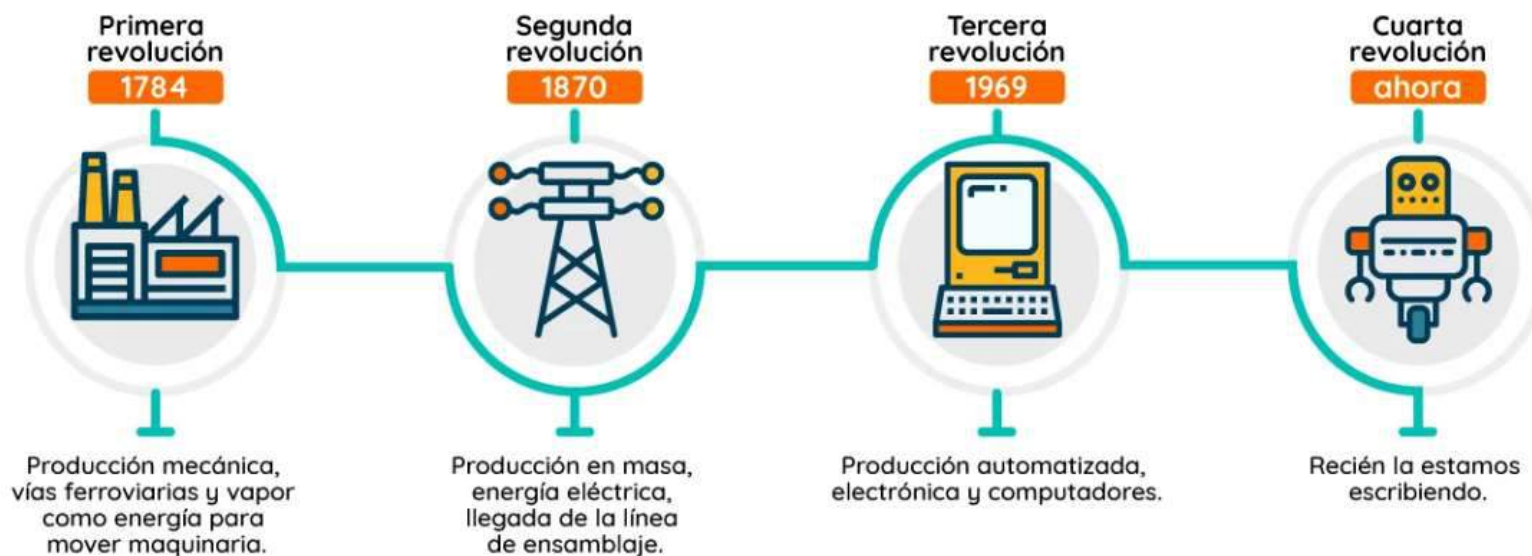 Primera
revolución
1784
Producción mecánica,
vías ferroviarias y vapor
como energía para
mover maquinaria.
Segunda
revolución
1870
Producción en masa,
energía eléctrica,
llegada de la línea
de ensamblaje.
Tercera
revolución
1969
Producción automatizada,
electrónica y computadores.
Cuarta
revolución
ahora
Recién la estamos
escribiendo.